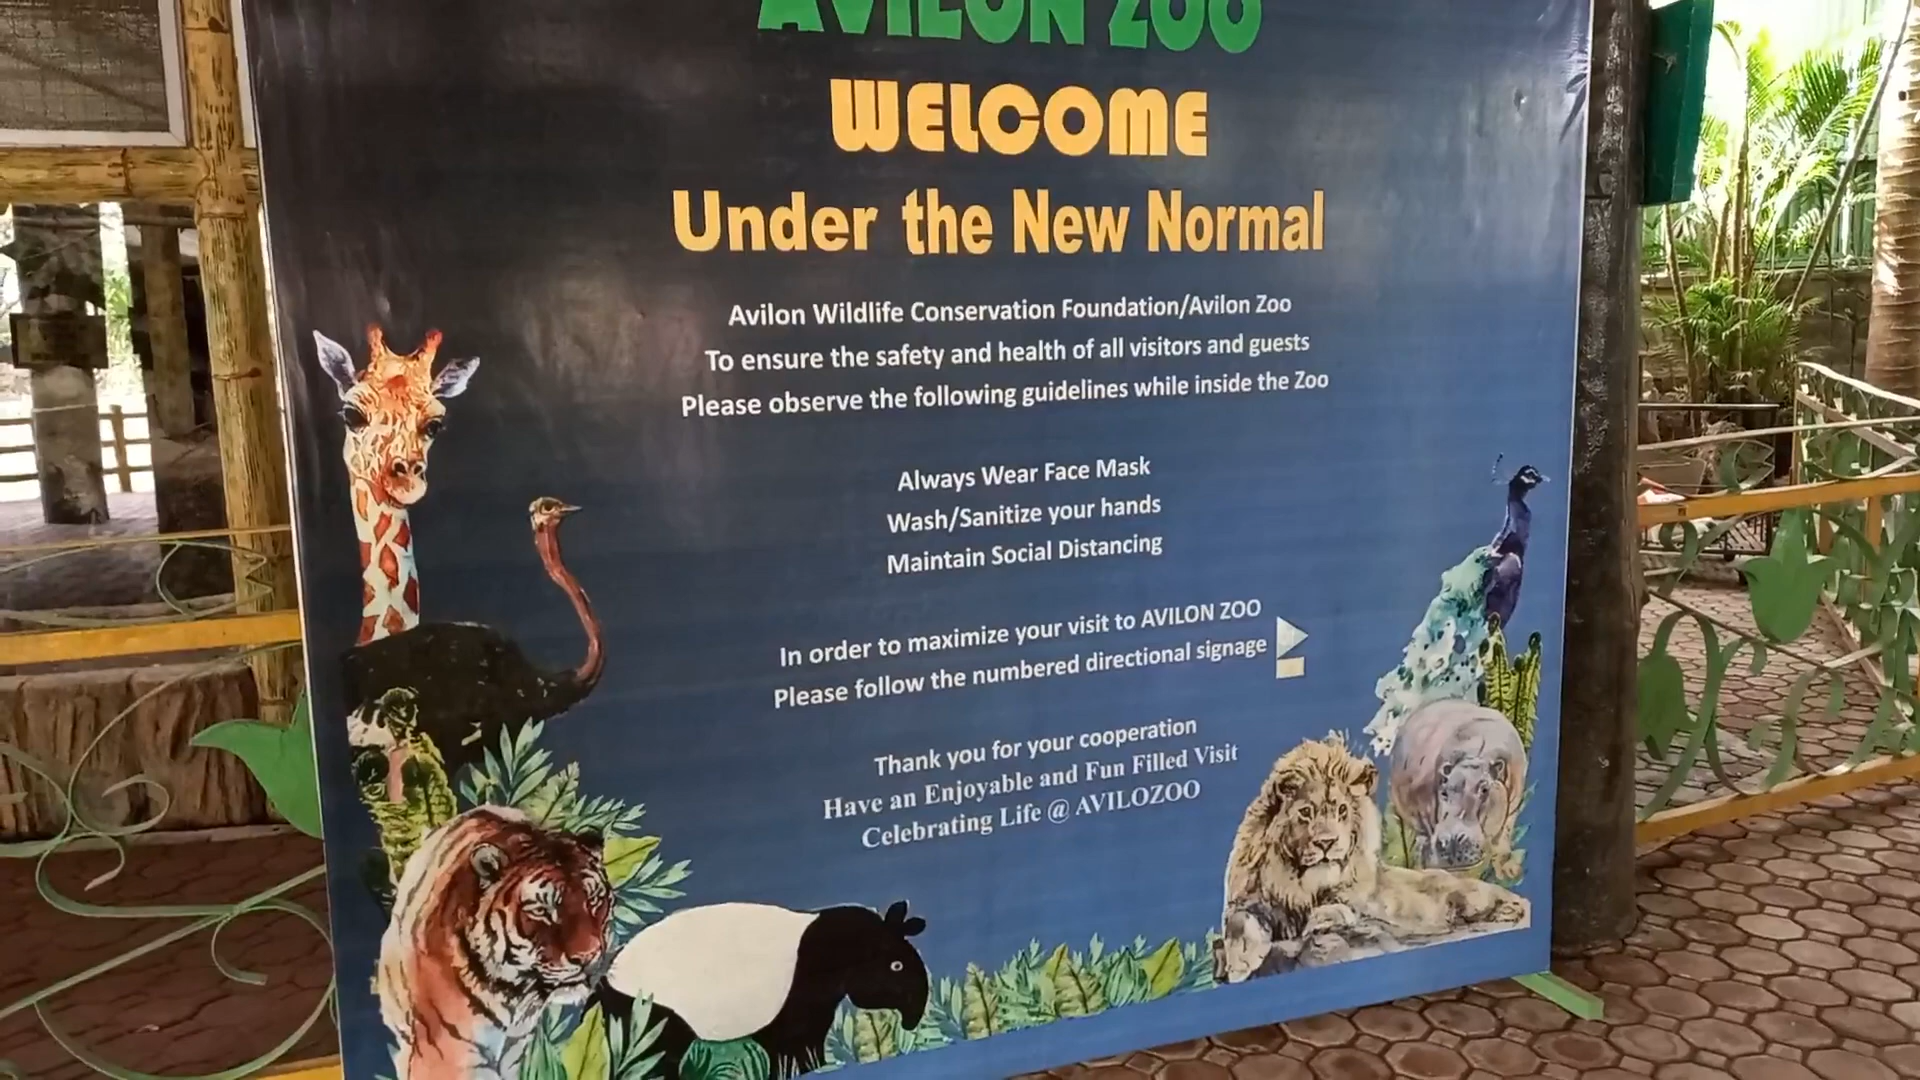 AVILON ZOO
WELCOME
Under the New Normal
Avilon Wildlife Conservation Foundation/Avilon Zoo
To ensure the safety and health of all visitors and guests
Please observe the following guidelines while inside the Zoo
Always Wear Face Mask
Wash/Sanitize your hands
Maintain Social Distancing
In order to maximize your visit to AVILON ZOO
Please follow the numbered directional signage
Thank you for your cooperation
Have an Enjoyable and Fun Filled Visit
Celebrating Life @ AVILOZOO